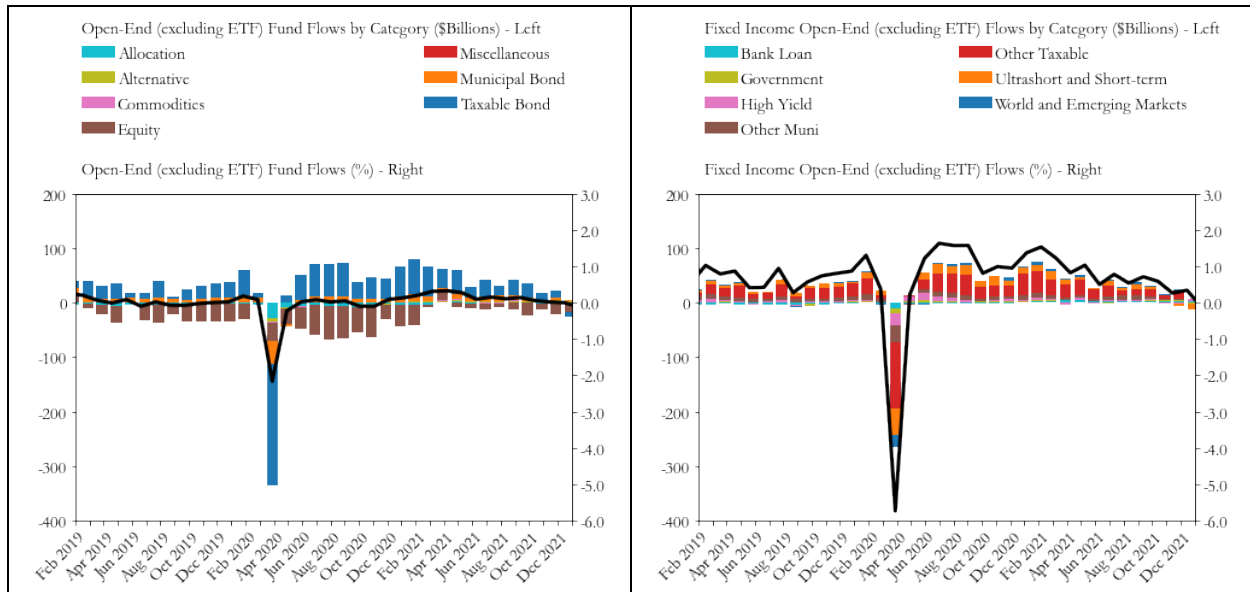 Open-End (excluding ETF) Fund Flows by Category ($Billions) - Left
Allocation
Miscellaneous
Alternative
Municipal Bond
Commodities
Taxable Bond
Equity
Open-End (excluding ETF) Fund Flows (%) - Right
200
100
0
-100
-200
-300
-400
3.0
2.0
1.0
0.0
-1.0
-2.0
-3.0
-4.0
-5.0
-6.0
Feb 2019
Apr 2019
Jun 2019
Aug 2019
Oct 2019
Dec 2019
Feb 2020
Apr 2020
Jun 2020
Aug 2020
Oct 2020
Dec 2020
Feb 2021
Apr 2021
Jun 2021
Aug 2021
Oct 2021
Dec 2021
Fixed Income Open-End (excluding ETF) Flows by Category ($Billions) - Left
Bank Loan
Other Taxable
Government
Ultrashort and Short-term
High Yield
World and Emerging Markets
Other Muni
Fixed Income Open-End (excluding ETF) Flows (%) - Right
200
100
0
-100
-200
-300
-400
3.0
2.0
1.0
0.0
-1.0
-2.0
-3.0
-4.0
-5.0
-6.0
Feb 2019
Apr 2019
Jun 2019
Aug 2019
Oct 2019
Dec 2019
Feb 2020
Apr 2020
Jun 2020
Aug 2020
Oct 2020
Dec 2020
Feb 2021
Apr 2021
Jun 2021
Aug 2021
Oct 2021
Dec 2021